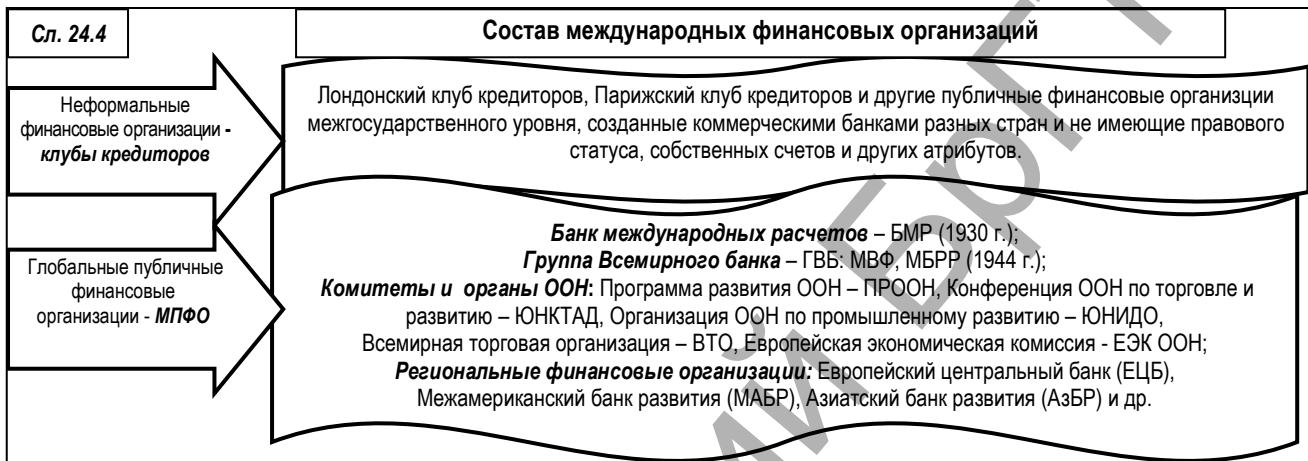 Сл. 24.4
Состав международных финансовых организаций
Неформальные
финансовые организации -
клубы кредиторов
Лондонский клуб кредиторов, Парижский клуб кредиторов и другие публичные финансовые организции
межгосударственного уровня, созданные коммерческими банками разных стран и не имеющие правового
статуса, собственных счетов и других атрибутов.
Глобальные публичные
финансовые
организации - МПФО
Банк международных расчетов – БМР (1930 г.);
Группа Всемирного банка – ГВБ: МВФ, МБРР (1944 г.);
Комитеты и органы ООН: Программа развития ООН – ПРООН, Конференция ООН по торговле и
развитию – ЮНКТАД, Организация ООН по промышленному развитию – ЮНИДО,
Всемирная торговая организация – ВТО, Европейская экономическая комиссия - ЕЭК ООН;
Региональные финансовые организации: Европейский центральный банк (ЕЦБ),
Межамериканский банк развития (МАБР), Азиатский банк развития (АзБР) и др.